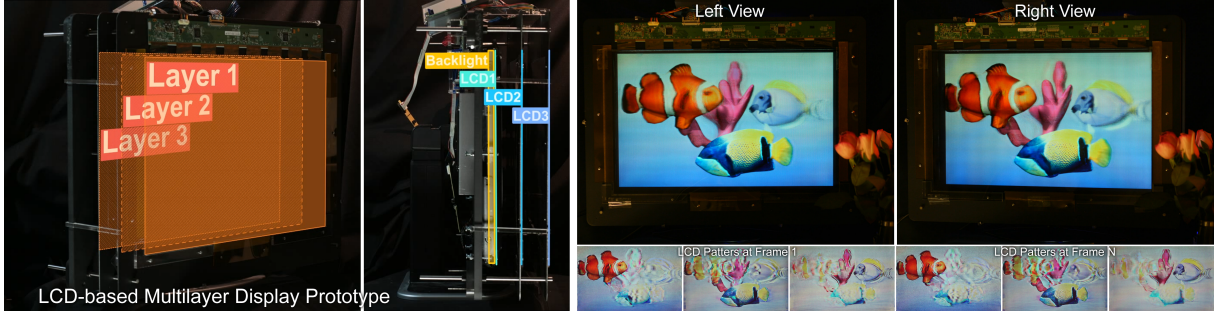 Layer 1
Layer 2
Layer 3
LCD-based Multilayer Display Prototype
Backlight
LCD1
LCD2
LCD3
Left View
Right View
LCD Patters at Frame 1
LCD Patters at Frame N